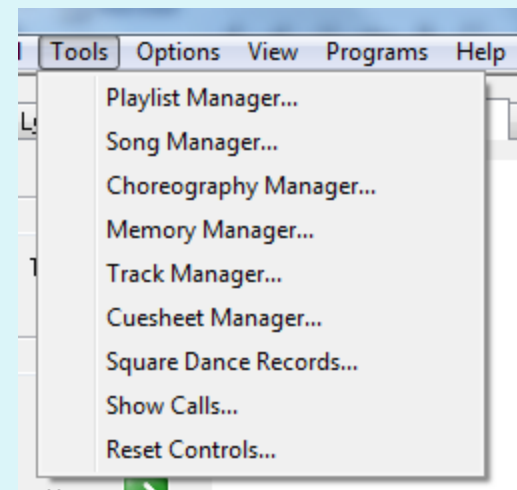 Tools Options View Programs Help
Playlist Manager...
Song Manager...
Choreography Manager...
Memory Manager...
Track Manager...
Cuesheet Manager...
Square Dance Records...
Show Calls...
Reset Controls...